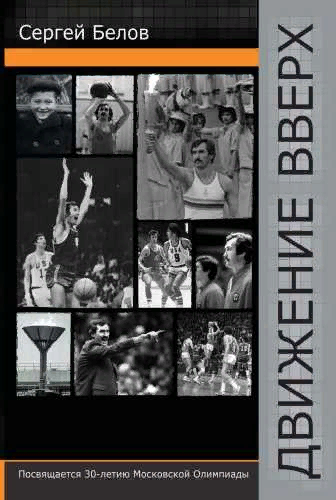 Сергей Белов
ДВИЖЕНИЕ ВВЕРХ
Посвящается 30-летию Московской Олимпиады